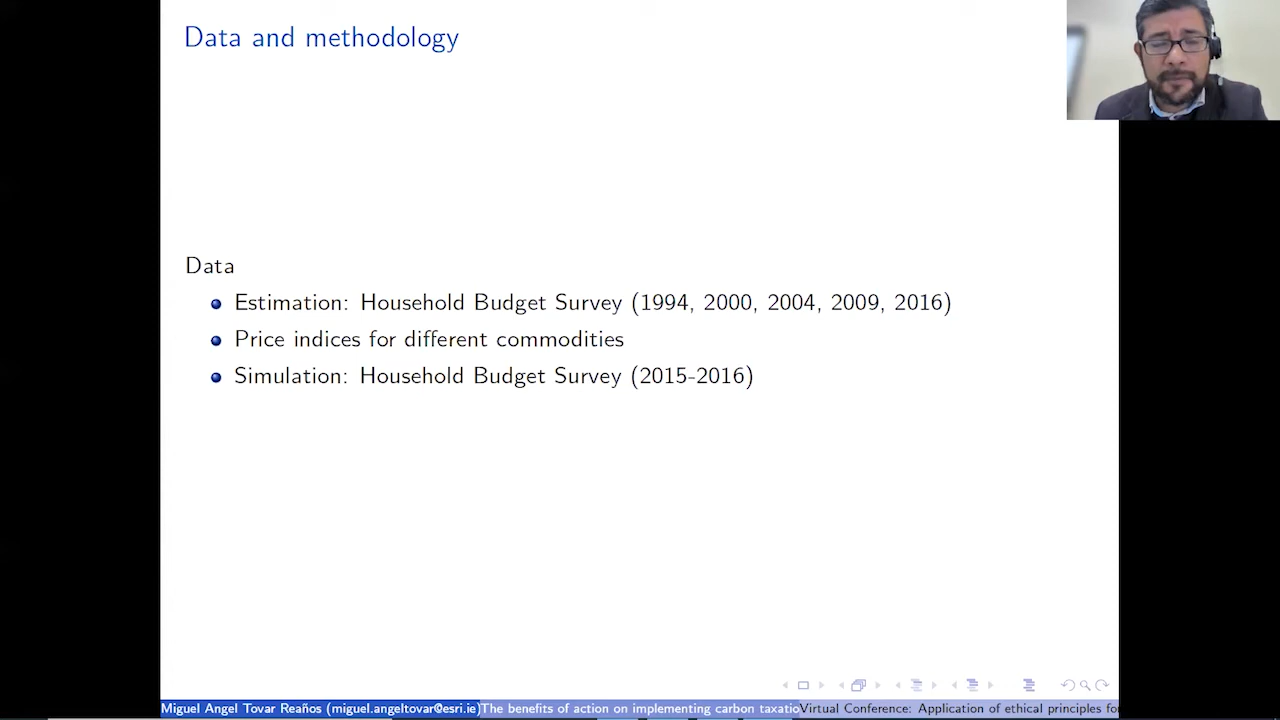 Data and methodology
Data
Estimation: Household Budget Survey (1994, 2000, 2004, 2009, 2016)
Price indices for different commodities
Simulation: Household Budget Survey (2015-2016)
Miguel Angel Tovar Reaños (miguel.angeltovar@esri.ie) The benefits of action on implementing carbon taxatio Virtual Conference: Application of ethical principles fo